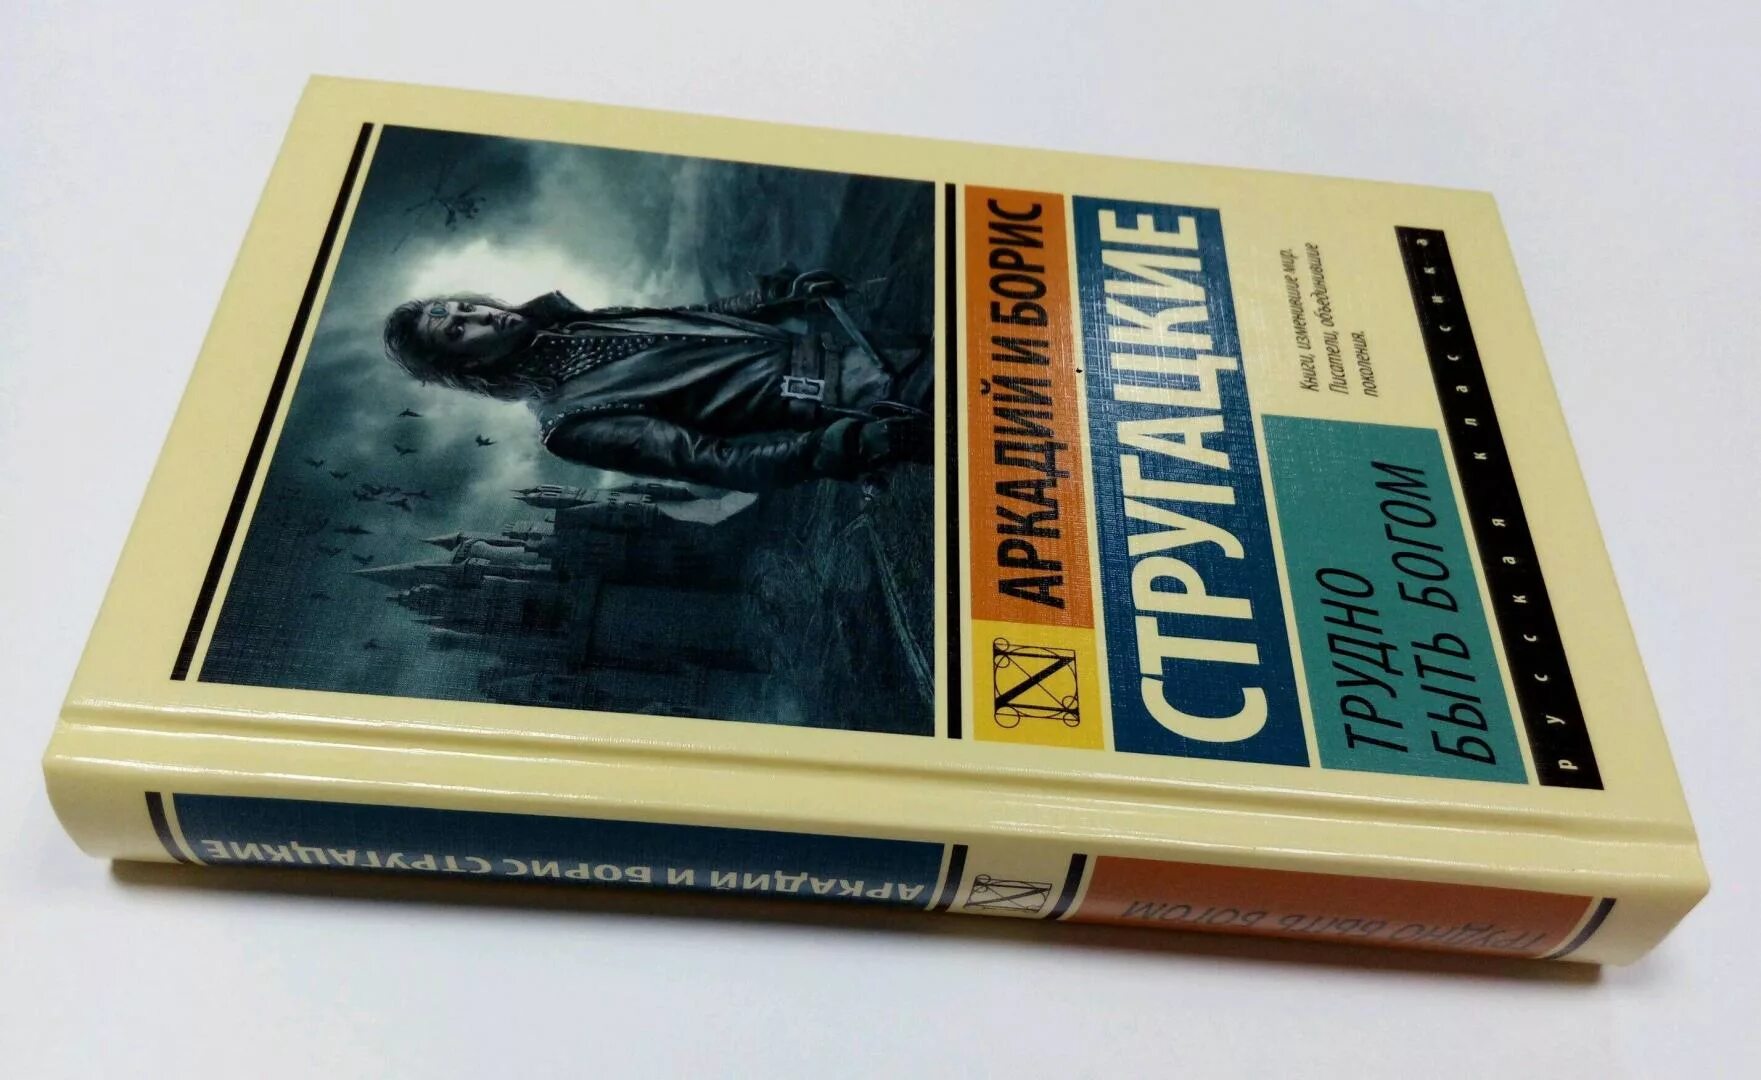 АРКАДИЙ И БОРИС
СТРУГАЦКИЕ
Книги, изменившие мир.
Писатели, объединившие
поколения.
ТРУДНО
БЫТЬ БОГОМ
русская классика
АРКАДИЙ И БОРИС СТРУГАЦКИЕ
ТРУДНО БЫТЬ БОГОМ